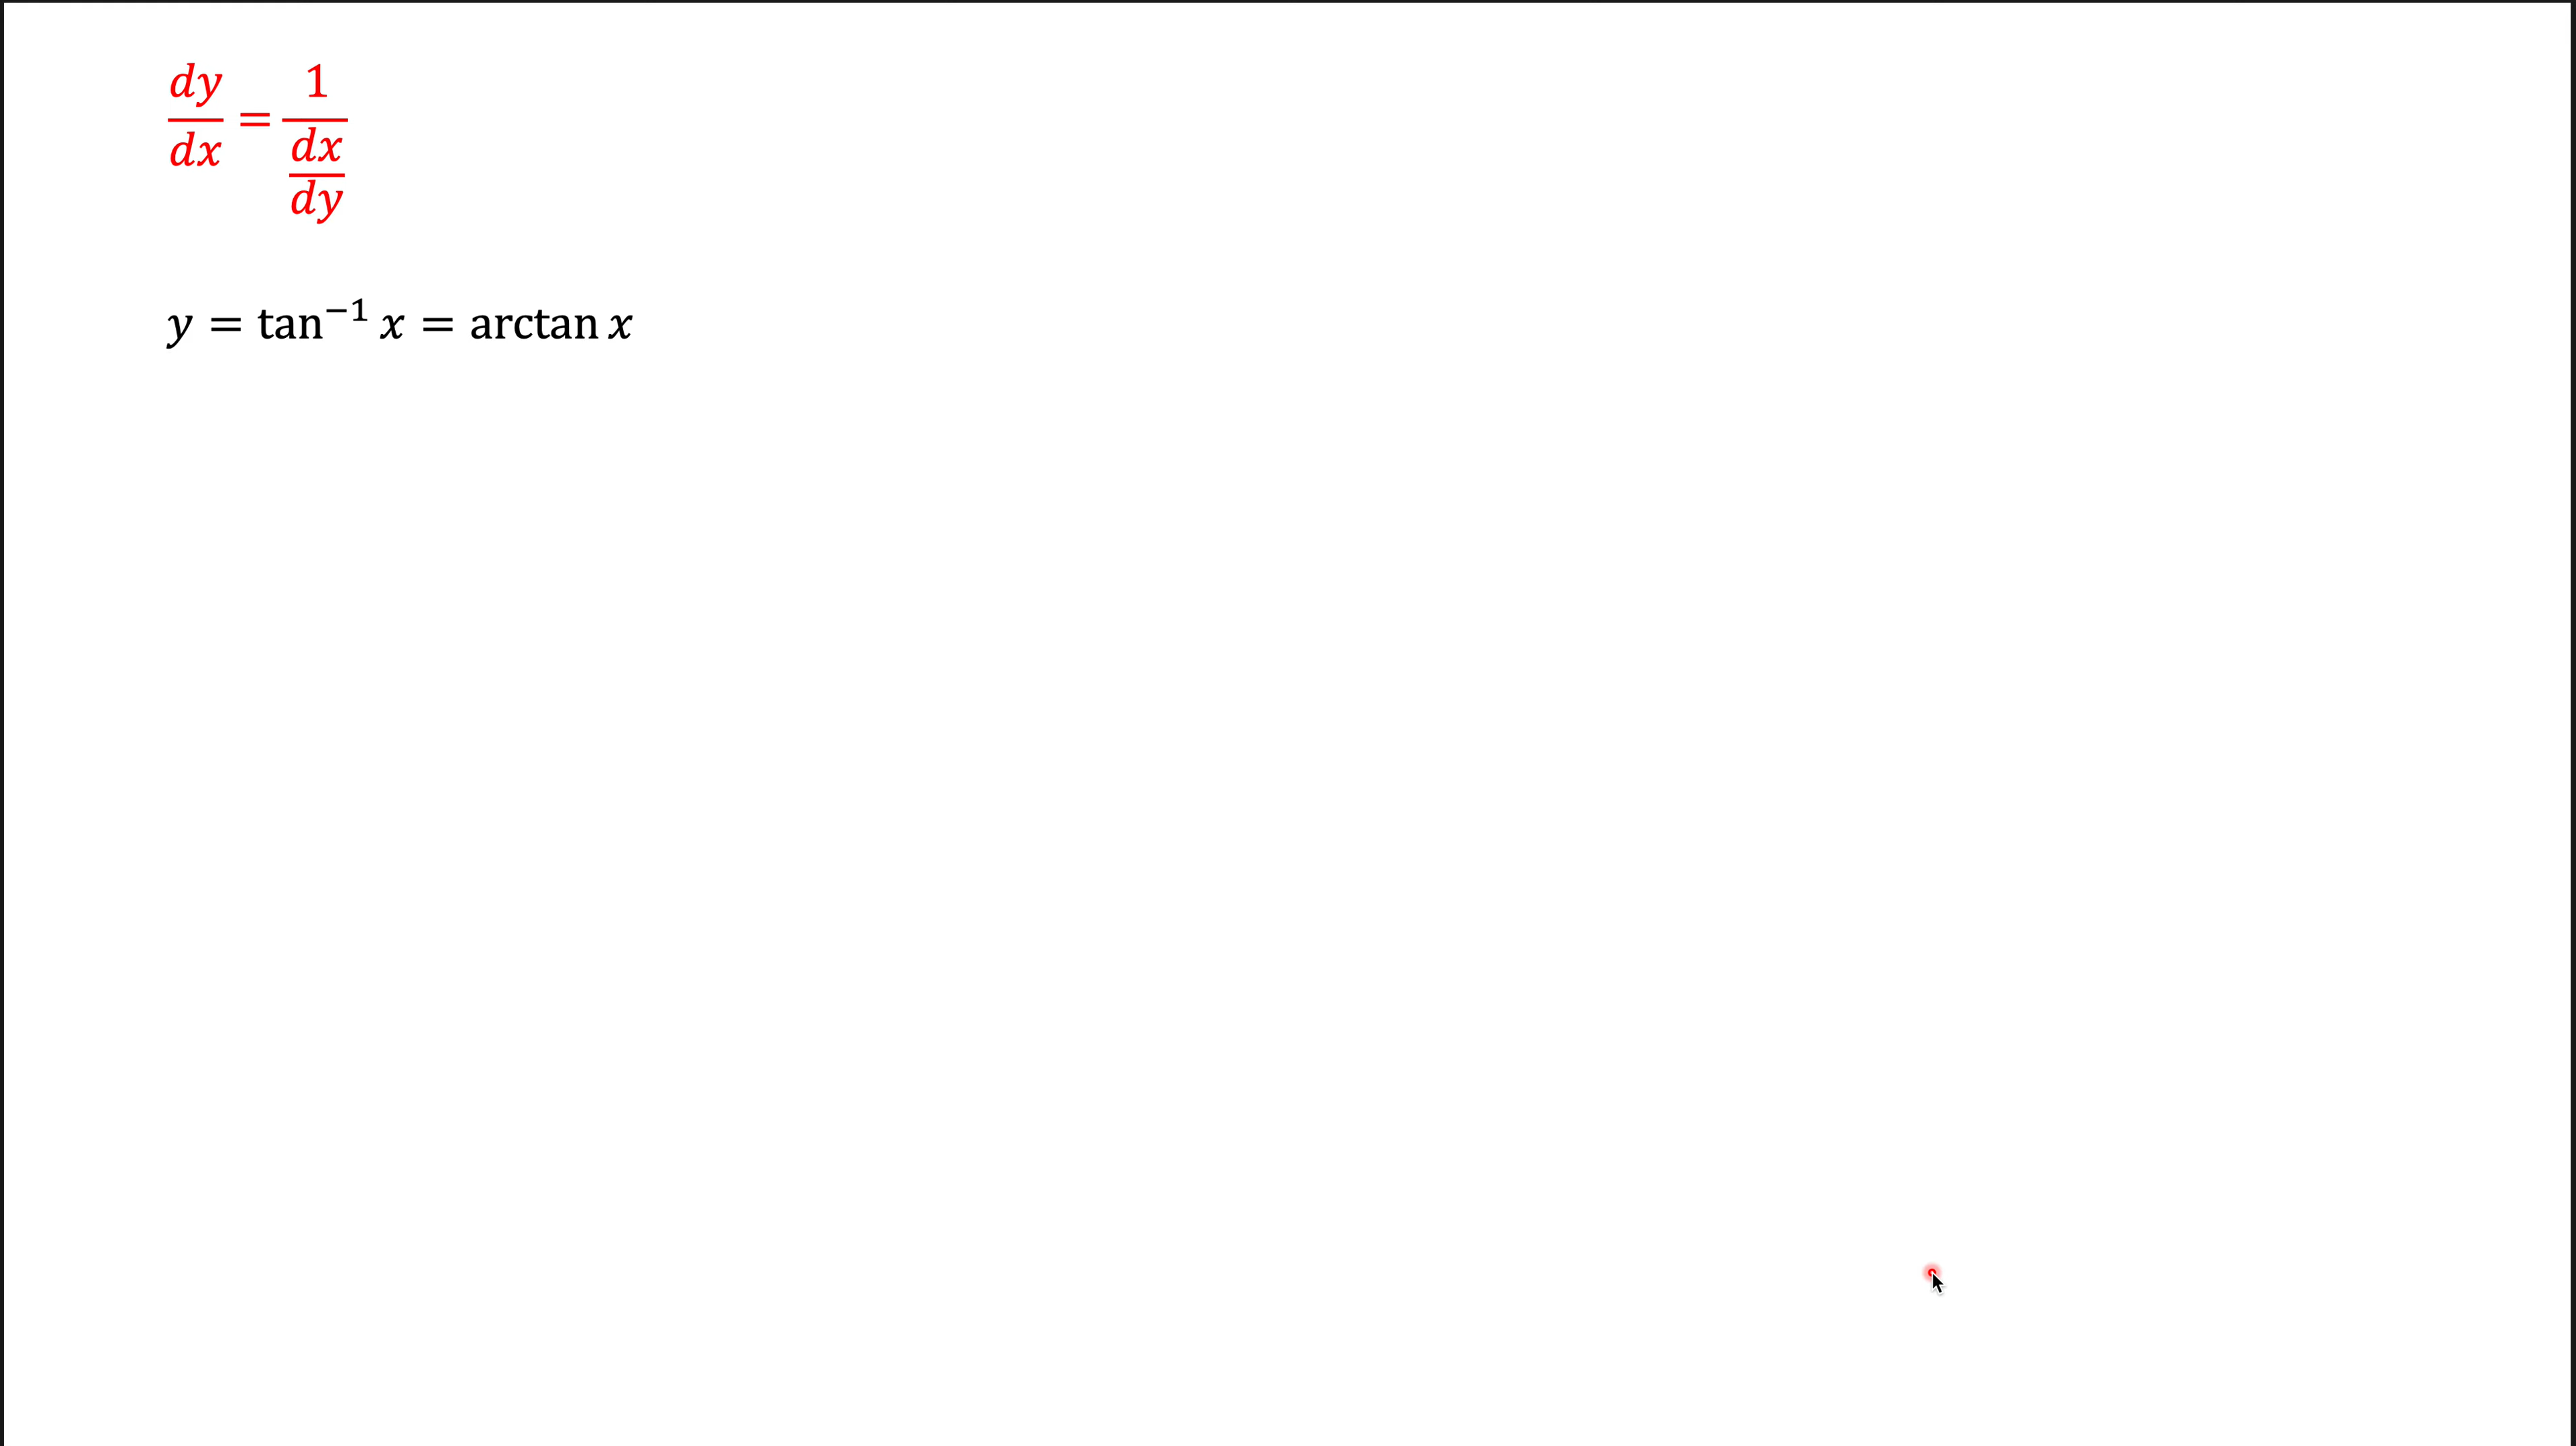 dy/dx = 1/(dx/dy)
y = tan⁻¹ x = arctan x